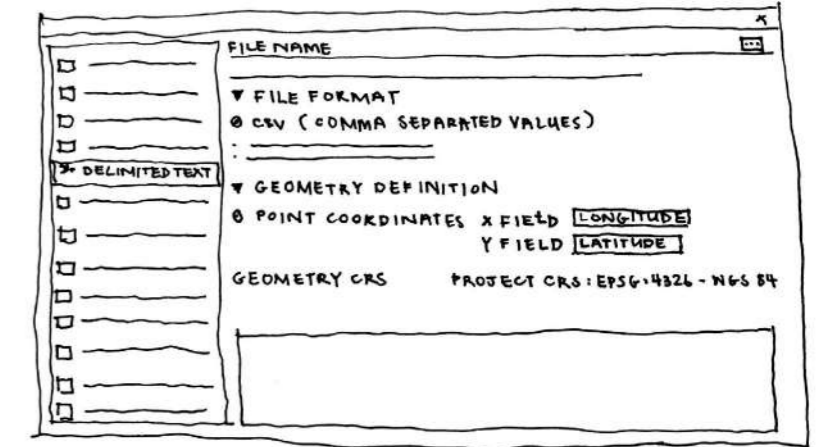 FILE NAME
▼ FILE FORMAT
CSV (COMMA SEPARATED VALUES)
DELIMITED TEXT
▼ GEOMETRY DEFINITION
POINT COORDINATES X FIELD LONGITUDE
Y FIELD LATITUDE
GEOMETRY CRS PROJECT CRS: EPSG:4326 - WGS 84